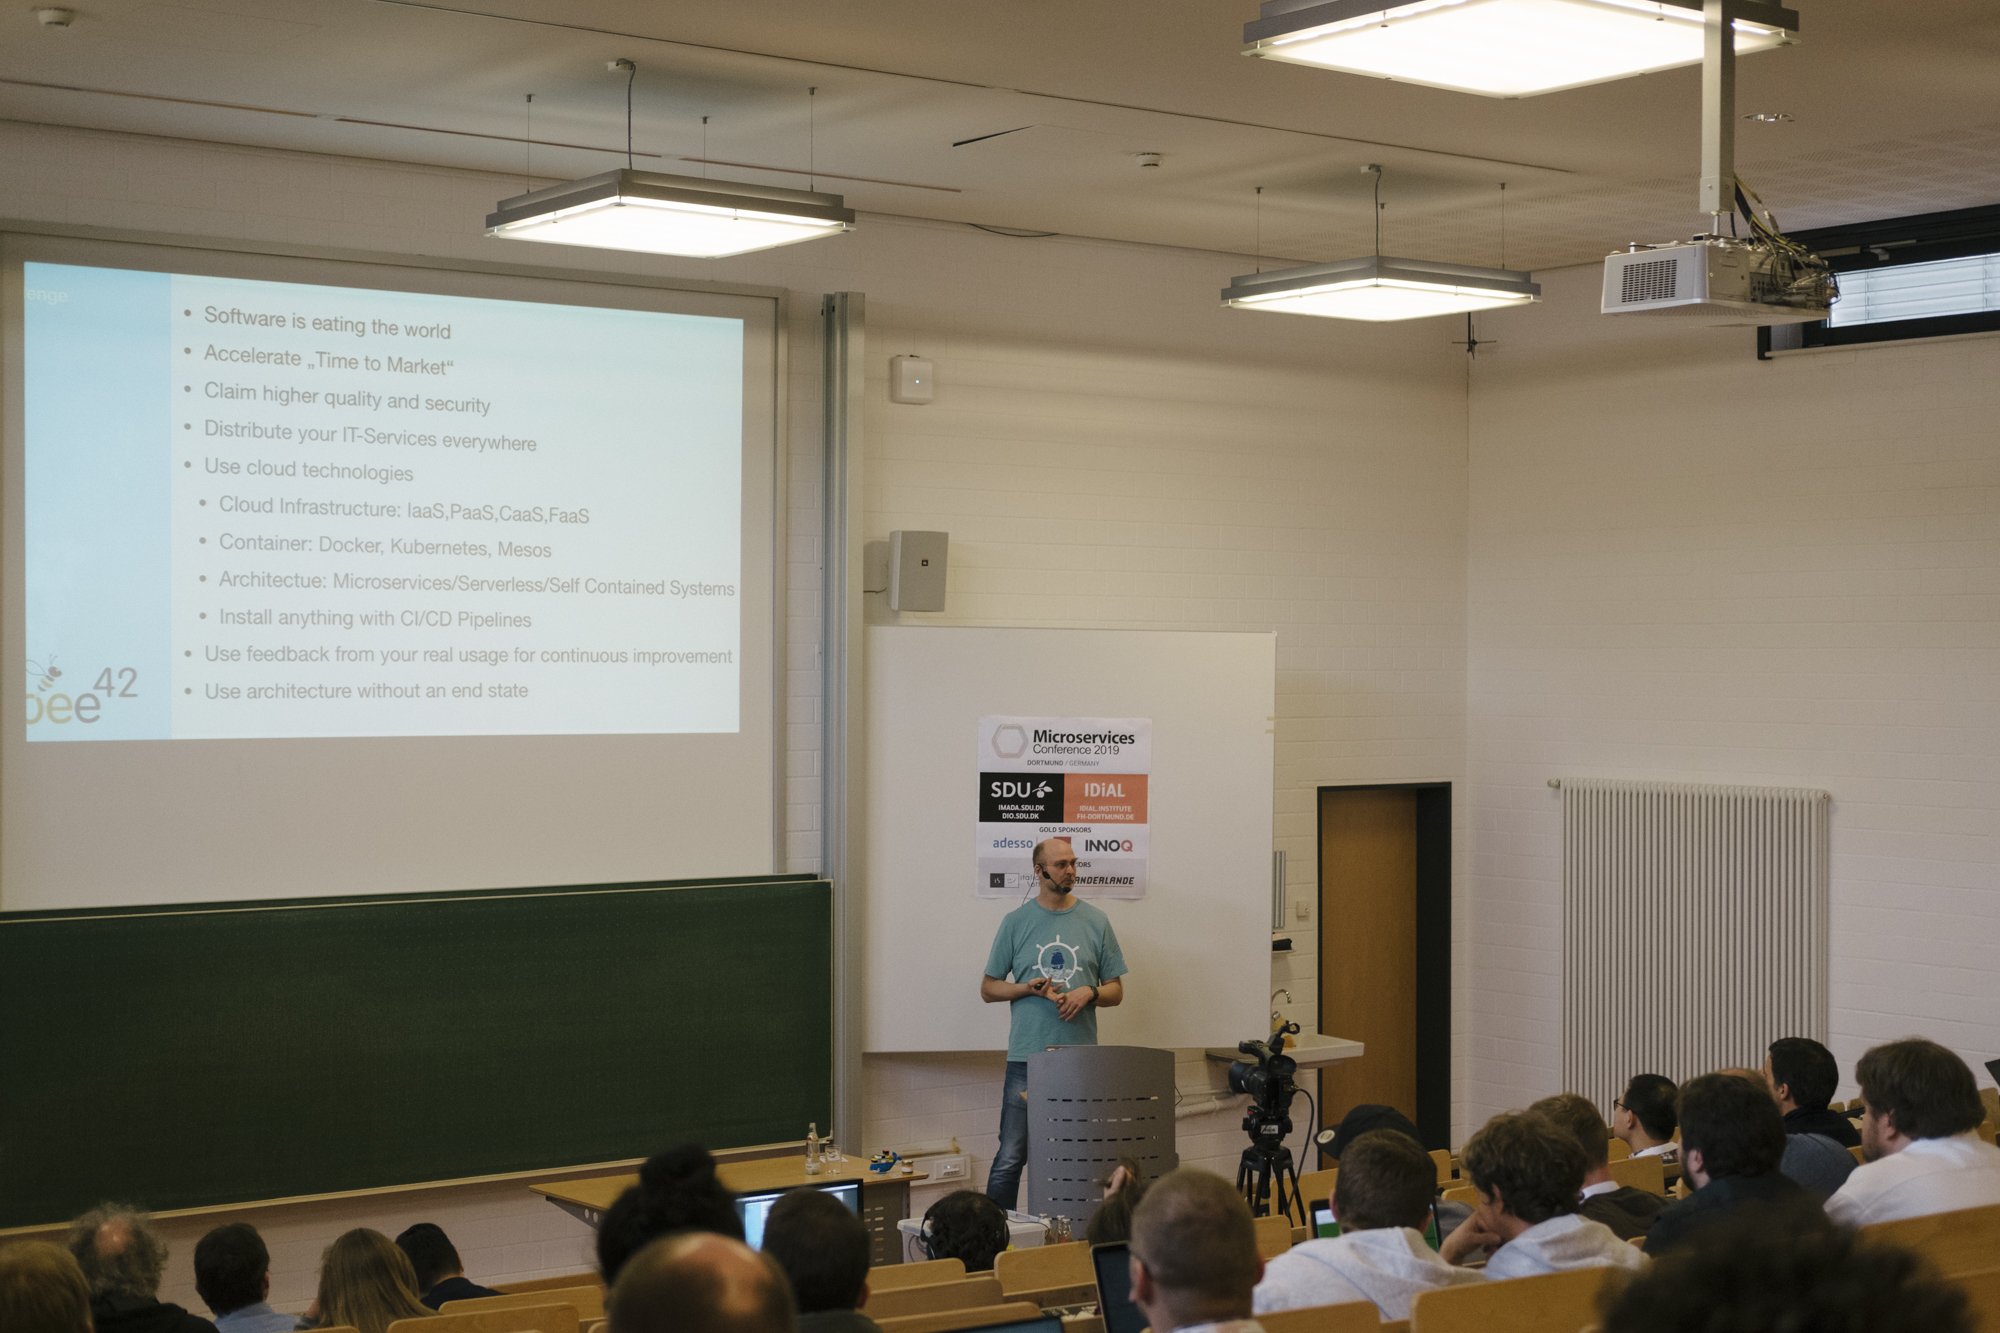 enge
• Software is eating the world
• Accelerate „Time to Market“
• Claim higher quality and security
• Distribute your IT-Services everywhere
• Use cloud technologies
• Cloud Infrastructure: IaaS,PaaS,CaaS,FaaS
• Container: Docker, Kubernetes, Mesos
• Architectue: Microservices/Serverless/Self Contained Systems
• Install anything with CI/CD Pipelines
• Use feedback from your real usage for continuous improvement
• Use architecture without an end state
bee42
Microservices
Conference 2019
DORTMUND / GERMANY
SDU
IMADA.SDU.DK
DIO.SDU.DK
IDiAL
IDIAL.INSTITUTE
FH-DORTMUND.DE
GOLD SPONSORS
adesso
INNOQ
ORS
ANDERLANDE